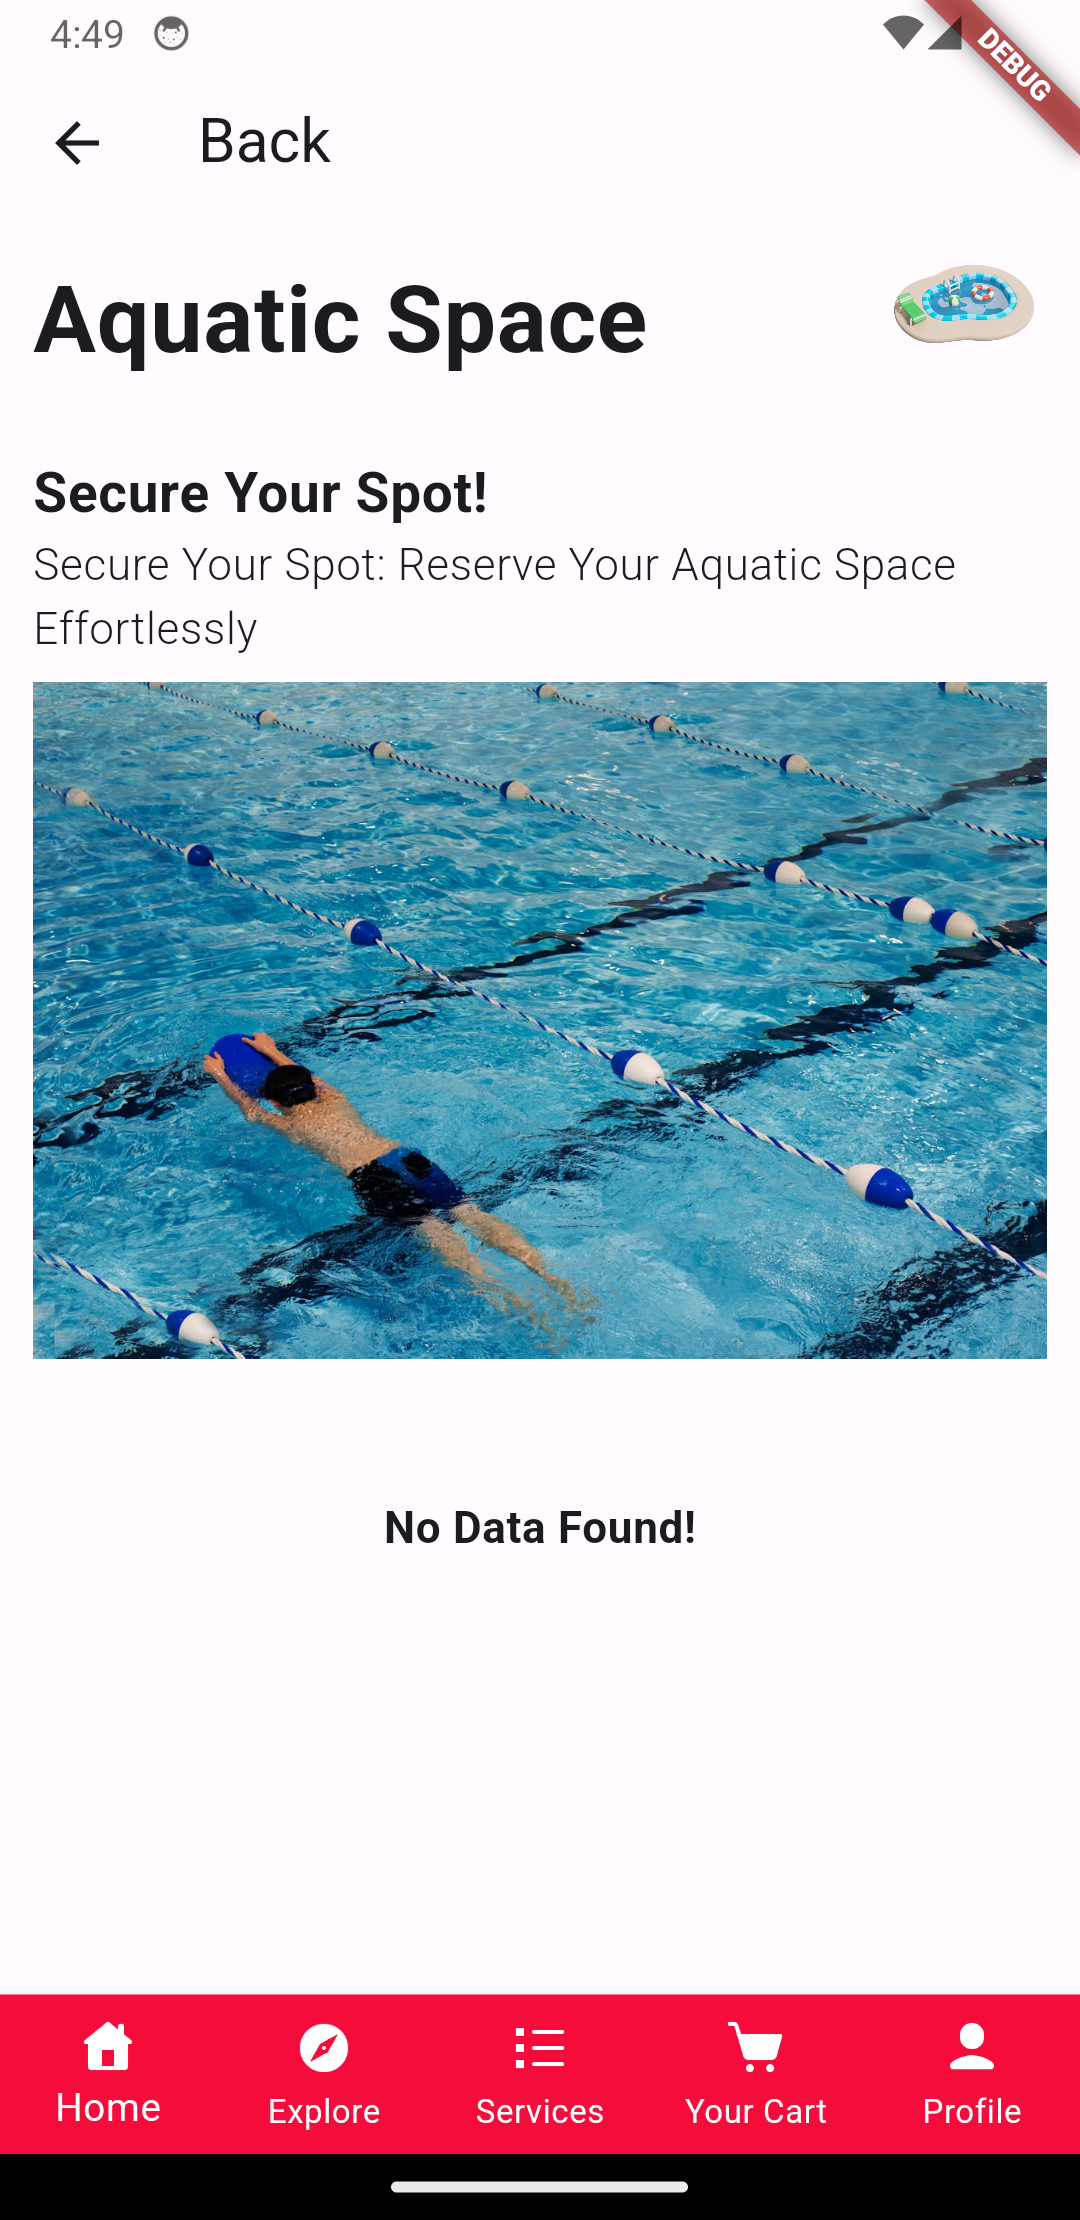 4:49
DEBUG
Back
Aquatic Space
Secure Your Spot!
Secure Your Spot: Reserve Your Aquatic Space
Effortlessly
No Data Found!
Home
Explore
Services
Your Cart
Profile